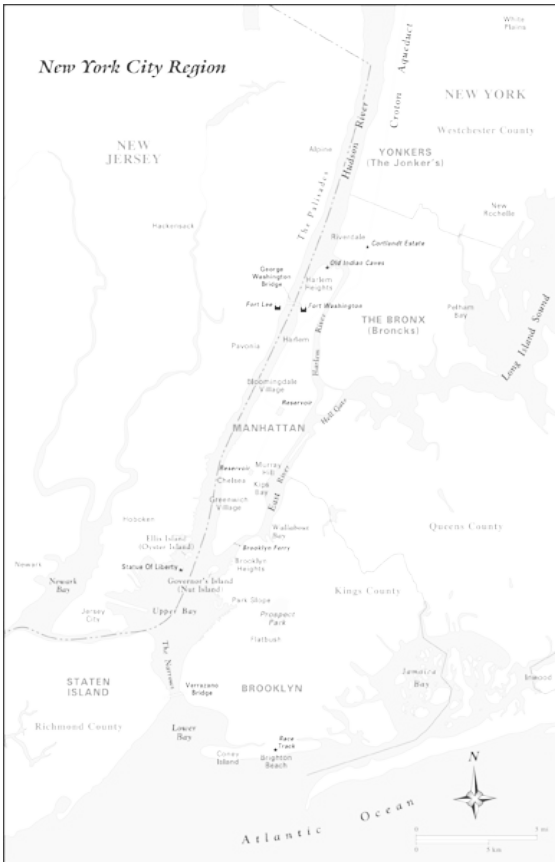 White
Plains
New York City Region
Croton Aqueduct
NEW YORK
Westchester County
NEW
JERSEY
Alpine
Hudson River
YONKERS
(The Jonker's)
The Palisades
New
Rochelle
Hackensack
Riverdale
Cortlandt Estate
Old Indian Caves
George
Washington
Bridge
Harlem
Heights
Fort Lee
Fort Washington
THE BRONX
(Broncks)
Pelham
Bay
Long Island Sound
Pavonia
Harlem
Harlem River
Bloomingdale
Village
Reservoir
Hell Gate
MANHATTAN
Reservoir
Murray
Hill
Chelsea
Kips
Bay
East River
Greenwich
Village
Hoboken
Wallabout
Bay
Queens County
Ellis Island
(Oyster Island)
Brooklyn Ferry
Newark
Statue Of Liberty
Brooklyn
Heights
Newark
Bay
Governor's Island
(Nut Island)
Kings County
Jersey
City
Upper Bay
Park Slope
Prospect
Park
Flatbush
The Narrows
STATEN
ISLAND
Verrazano
Bridge
BROOKLYN
Jamaica
Bay
Inwood
Richmond County
Lower
Bay
Race
Track
Coney
Island
Brighton
Beach
N
Atlantic Ocean
0 5 mi
0 5 km